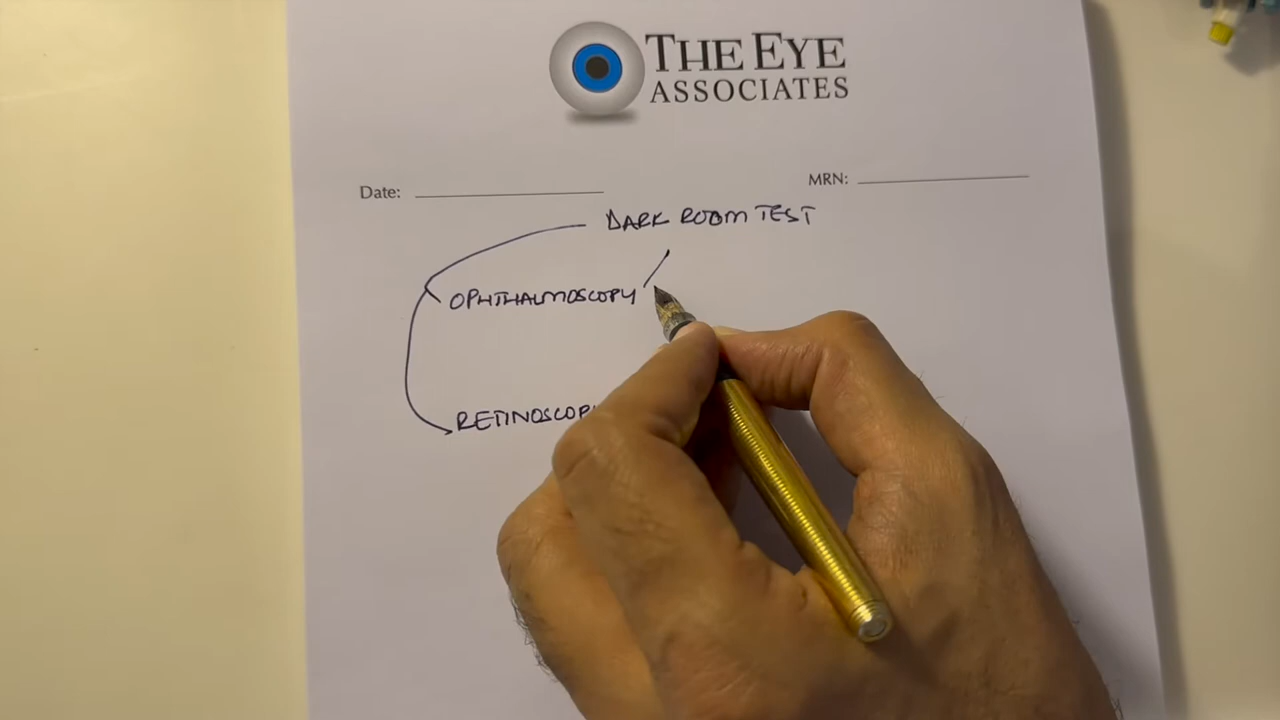 THE EYE
ASSOCIATES
Date: MRN:
DARK ROOM TEST
OPHTHALMOSCOPY